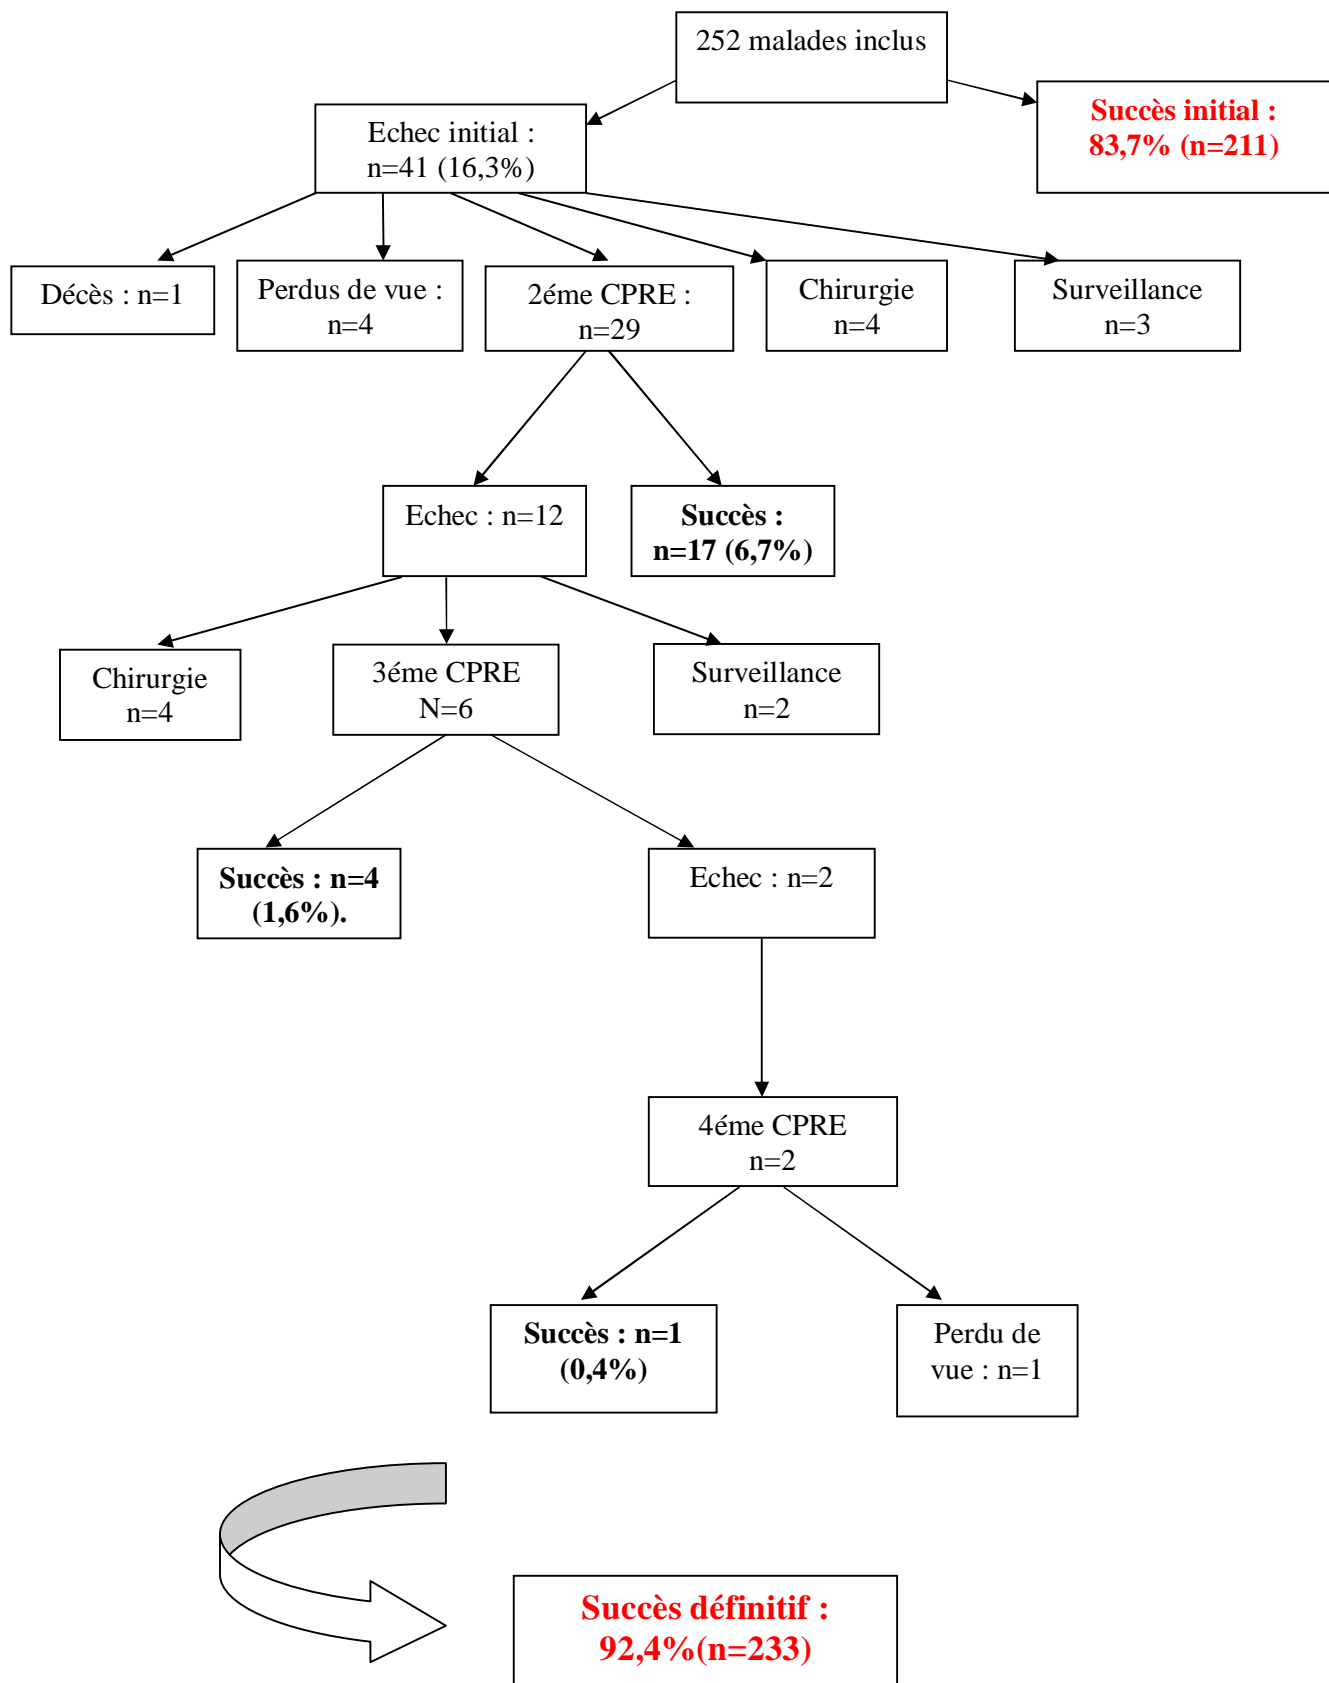 252 malades inclus
Succès initial :
83,7% (n=211)
Echec initial :
n=41 (16,3%)
Décès : n=1
Perdus de vue :
n=4
2éme CPRE :
n=29
Chirurgie
n=4
Surveillance
n=3
Echec : n=12
Succès :
n=17 (6,7%)
Chirurgie
n=4
3éme CPRE
N=6
Surveillance
n=2
Succès : n=4
(1,6%).
Echec : n=2
4éme CPRE
n=2
Succès : n=1
(0,4%)
Perdu de
vue : n=1
Succès définitif :
92,4%(n=233)